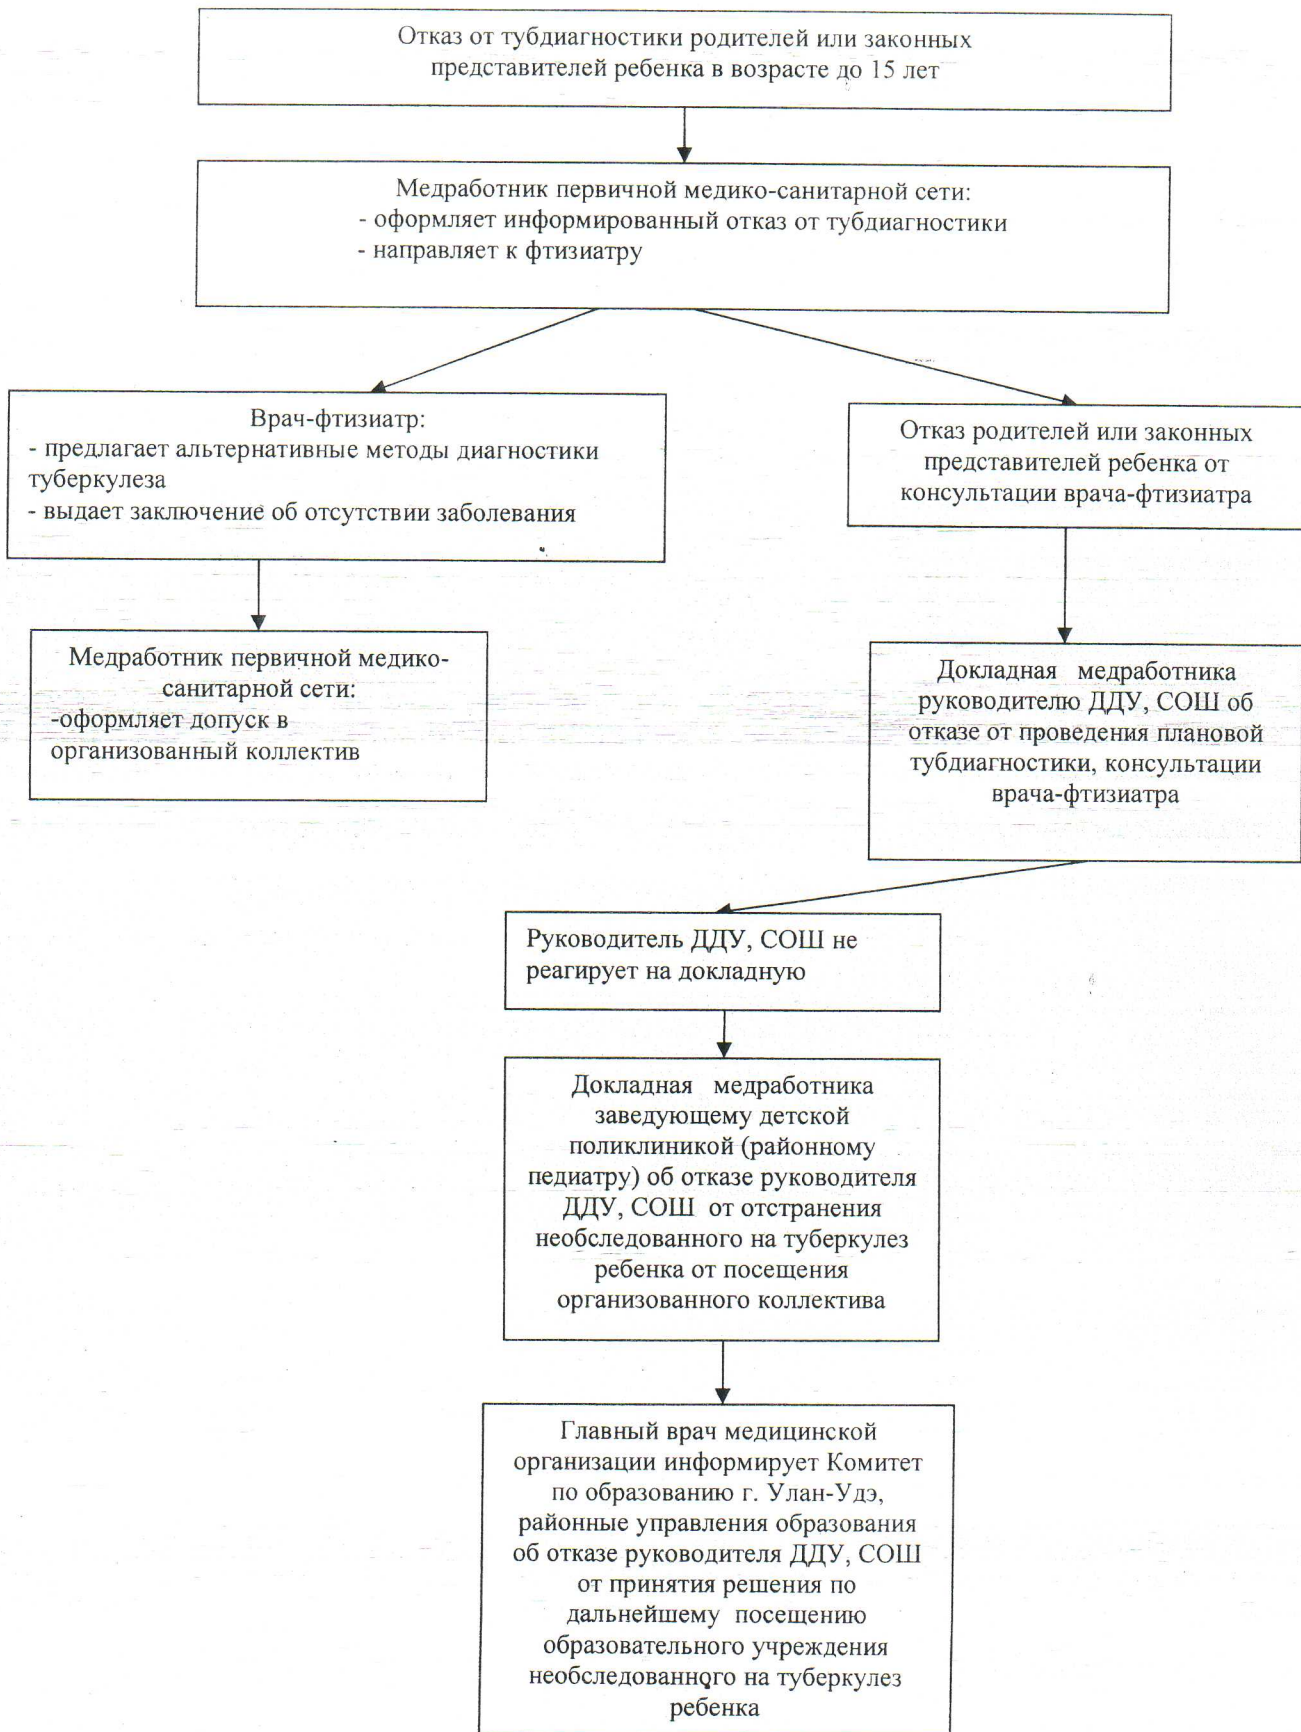 Отказ от тубдиагностики родителей или законных
представителей ребенка в возрасте до 15 лет
Медработник первичной медико-санитарной сети:
- оформляет информированный отказ от тубдиагностики
- направляет к фтизиатру
Врач-фтизиатр:
- предлагает альтернативные методы диагностики
туберкулеза
- выдает заключение об отсутствии заболевания
Отказ родителей или законных
представителей ребенка от
консультации врача-фтизиатра
Медработник первичной медико-
санитарной сети:
-оформляет допуск в
организованный коллектив
Докладная медработника
руководителю ДДУ, СОШ об
отказе от проведения плановой
тубдиагностики, консультации
врача-фтизиатра
Руководитель ДДУ, СОШ не
реагирует на докладную
Докладная медработника
заведующему детской
поликлиникой (районному
педиатру) об отказе руководителя
ДДУ, СОШ от отстранения
необследованного на туберкулез
ребенка от посещения
организованного коллектива
Главный врач медицинской
организации информирует Комитет
по образованию г. Улан-Удэ,
районные управления образования
об отказе руководителя ДДУ, СОШ
от принятия решения по
дальнейшему посещению
образовательного учреждения
необследованного на туберкулез
ребенка